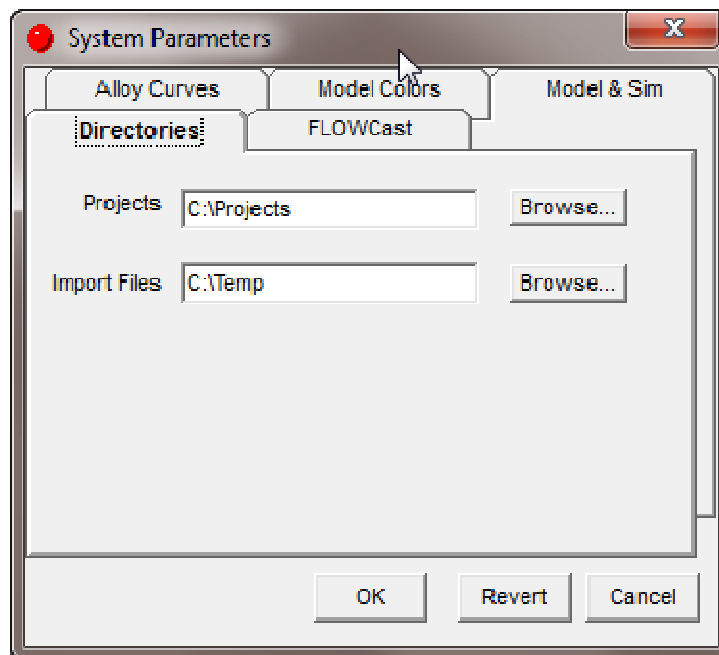 System Parameters
X
Alloy Curves Model Colors Model & Sim
Directories FLOWCast
Projects C:\Projects Browse...
Import Files C:\Temp Browse...
OK Revert Cancel